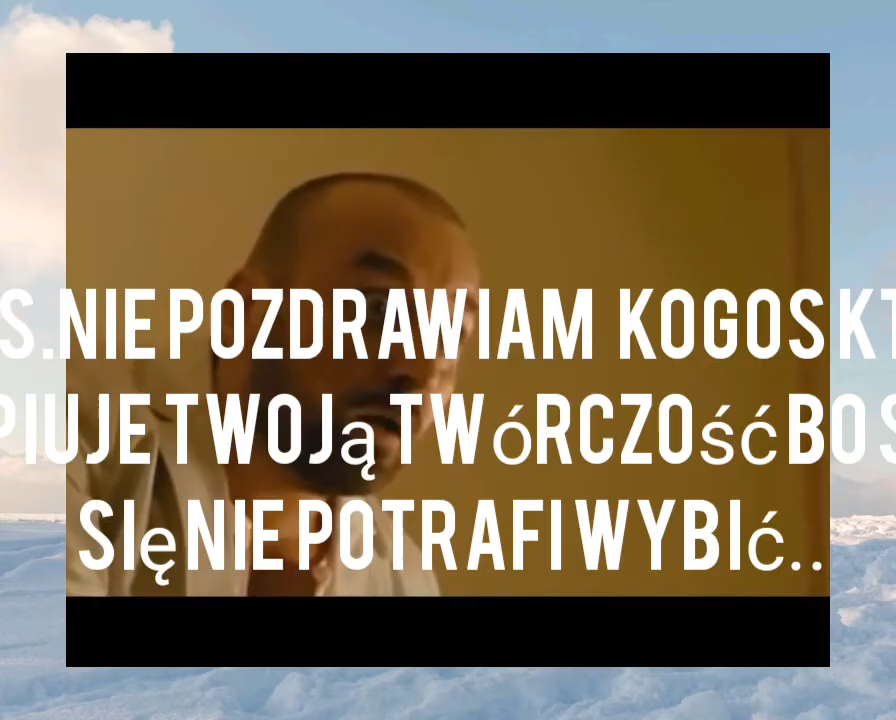 S.NIE POZDRAWIAM KOGOS KT
PIUJE TWOJą TWóRCZOśćBO S
SIęNIE POTRAFI WYBIć..